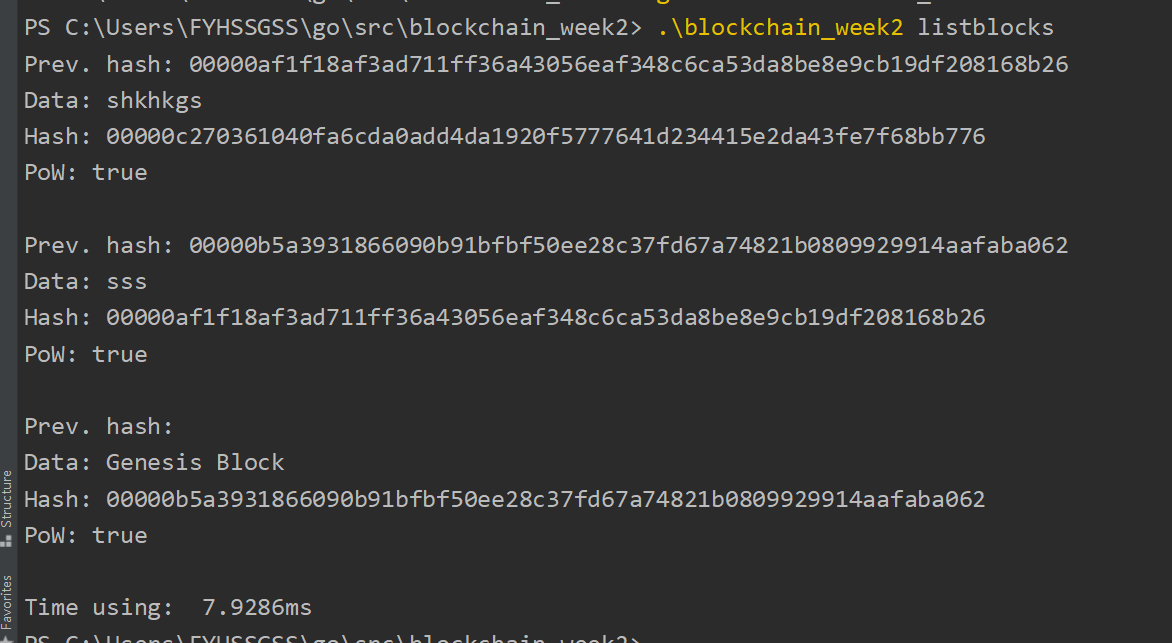 PS C:\Users\FYHSSGSS\go\src\blockchain_week2> .\blockchain_week2 listblocks
Prev. hash: 00000af1f18af3ad711ff36a43056eaf348c6ca53da8be8e9cb19df208168b26
Data: shkhkgs
Hash: 00000c270361040fa6cda0add4da1920f5777641d234415e2da43fe7f68bb776
PoW: true
Prev. hash: 00000b5a3931866090b91bfbf50ee28c37fd67a74821b0809929914aafaba062
Data: sss
Hash: 00000af1f18af3ad711ff36a43056eaf348c6ca53da8be8e9cb19df208168b26
PoW: true
Prev. hash:
Data: Genesis Block
Hash: 00000b5a3931866090b91bfbf50ee28c37fd67a74821b0809929914aafaba062
PoW: true
Time using:  7.9286ms
PS C:\Users\FYHSSGSS\go\src\blockchain_week2>
Structure
Favorites